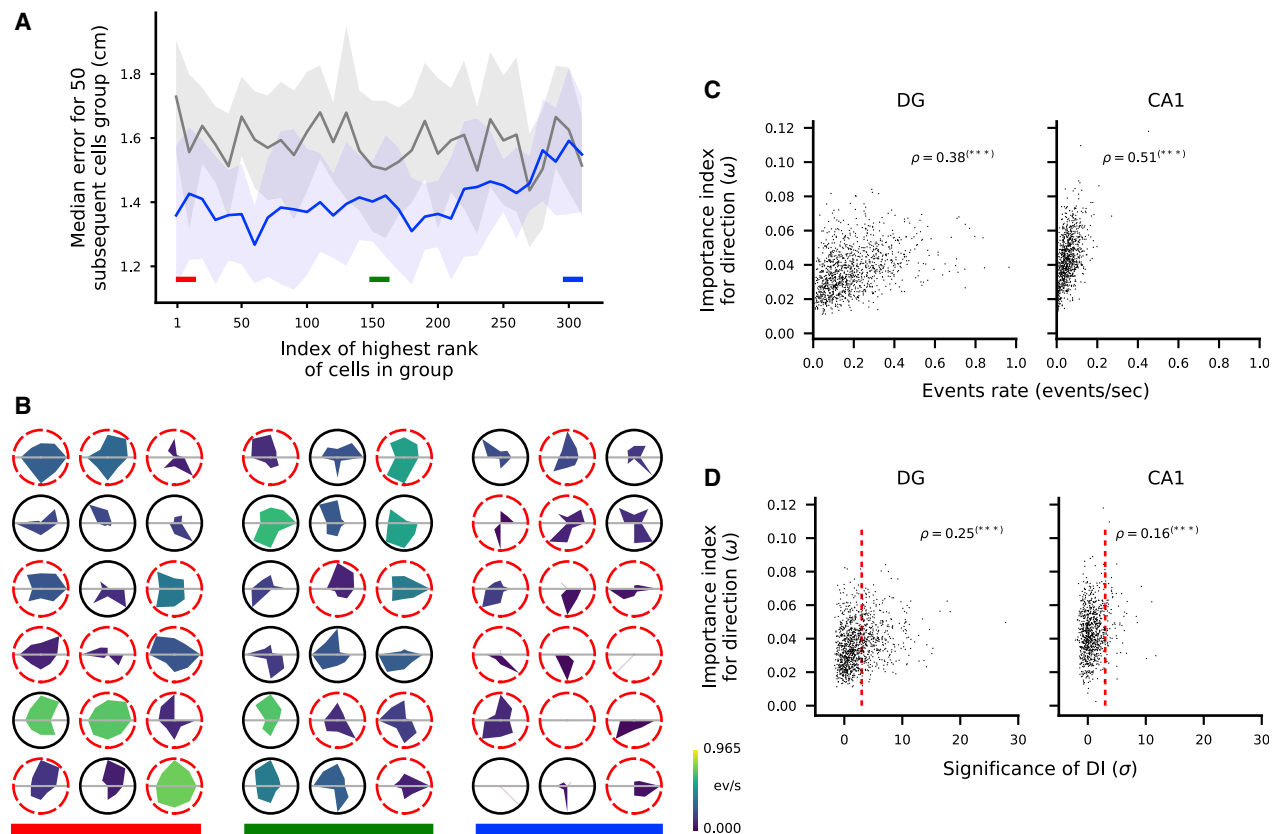 A
Median error for 50
subsequent cells group (cm)
1.8
1.6
1.4
1.2
1
50
100
150
200
250
300
Index of highest rank
of cells in group
B
0.965
ev/s
0.000
C
DG
CA1
Importance index
for direction (ω)
0.12
0.10
0.08
0.06
0.04
0.02
0.00
ρ = 0.38(***)
ρ = 0.51(***)
0.0 0.2 0.4 0.6 0.8 1.0
0.0 0.2 0.4 0.6 0.8 1.0
Events rate (events/sec)
D
DG
CA1
Importance index
for direction (ω)
0.12
0.10
0.08
0.06
0.04
0.02
0.00
ρ = 0.25(***)
ρ = 0.16(***)
0 10 20 30
0 10 20 30
Significance of DI (σ)